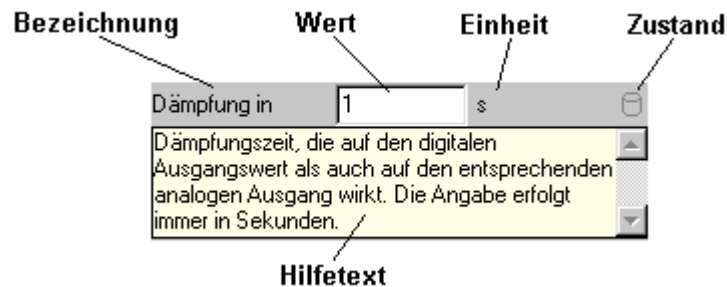 Bezeichnung Wert Einheit Zustand
Dämpfung in 1 s
Dämpfungszeit, die auf den digitalen
Ausgangswert als auch auf den entsprechenden
analogen Ausgang wirkt. Die Angabe erfolgt
immer in Sekunden.
Hilfetext